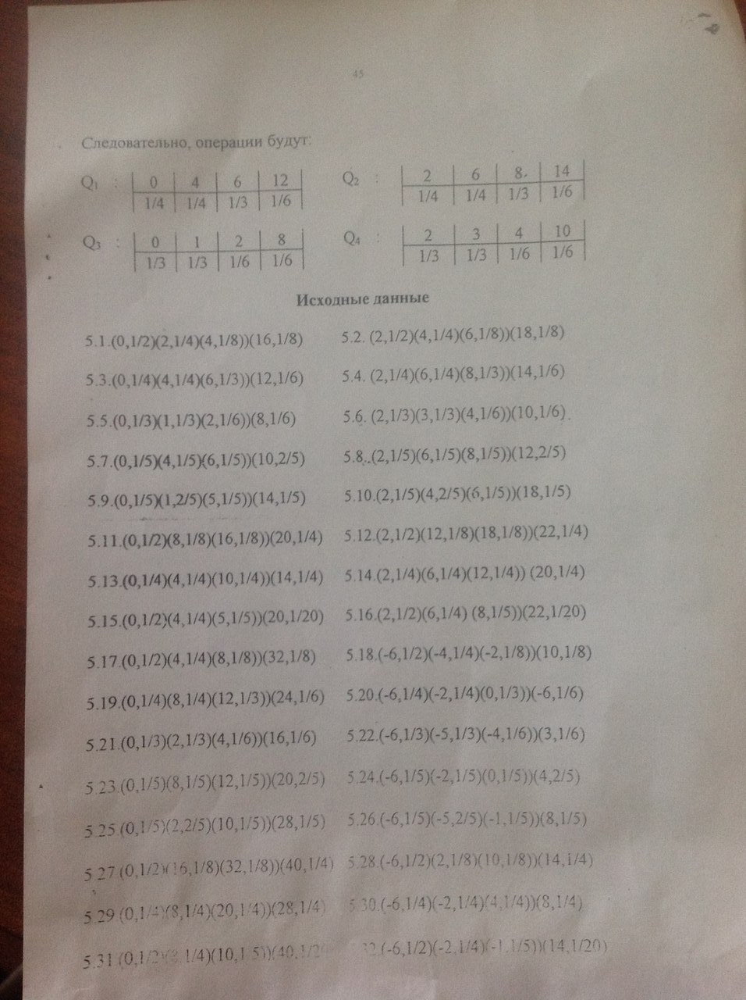 45
Следовательно, операции будут:
Q1 : 0 4 6 12 Q2 : 2 6 8 14
1/4 1/4 1/3 1/6 1/4 1/4 1/3 1/6
Q3 : 0 1 2 8 Q4 : 2 3 4 10
1/3 1/3 1/6 1/6 1/3 1/3 1/6 1/6
Исходные данные
5.1.(0,1/2)(2,1/4)(4,1/8))(16,1/8) 5.2. (2,1/2)(4,1/4)(6,1/8))(18,1/8)
5.3.(0,1/4)(4,1/4)(6,1/3))(12,1/6) 5.4. (2,1/4)(6,1/4)(8,1/3))(14,1/6)
5.5.(0,1/3)(1,1/3)(2,1/6))(8,1/6) 5.6. (2,1/3)(3,1/3)(4,1/6))(10,1/6).
5.7.(0,1/5)(4,1/5)(6,1/5))(10,2/5) 5.8..(2,1/5)(6,1/5)(8,1/5))(12,2/5)
5.9.(0,1/5)(1,2/5)(5,1/5))(14,1/5) 5.10.(2,1/5)(4,2/5)(6,1/5))(18,1/5)
5.11.(0,1/2)(8,1/8)(16,1/8))(20,1/4) 5.12.(2,1/2)(12,1/8)(18,1/8))(22,1/4)
5.13.(0,1/4)(4,1/4)(10,1/4))(14,1/4) 5.14.(2,1/4)(6,1/4)(12,1/4)) (20,1/4)
5.15.(0,1/2)(4,1/4)(5,1/5))(20,1/20) 5.16.(2,1/2)(6,1/4) (8,1/5))(22,1/20)
5.17.(0,1/2)(4,1/4)(8,1/8))(32,1/8) 5.18.(-6,1/2)(-4,1/4)(-2,1/8))(10,1/8)
5.19.(0,1/4)(8,1/4)(12,1/3))(24,1/6) 5.20.(-6,1/4)(-2,1/4)(0,1/3))(-6,1/6)
5.21.(0,1/3)(2,1/3)(4,1/6))(16,1/6) 5.22.(-6,1/3)(-5,1/3)(-4,1/6))(3,1/6)
5.23.(0,1/5)(8,1/5)(12,1/5))(20,2/5) 5.24.(-6,1/5)(-2,1/5)(0,1/5))(4,2/5)
5.25.(0,1/5)(2,2/5)(10,1/5))(28,1/5) 5.26.(-6,1/5)(-5,2/5)(-1,1/5))(8,1/5)
5.27.(0,1/2)(16,1/8)(32,1/8))(40,1/4) 5.28.(-6,1/2)(2,1/8)(10,1/8))(14,1/4)
5.29 (0,1/4)(8,1/4)(20,1/4))(28,1/4) 5.30.(-6,1/4)(-2,1/4)(4,1/4))(8,1/4)
5.31.(0,1/2) 1/4)(10,1/5))(40, (-6,1/2)(-2,1/4)(-1,1/5))(14,1/20)